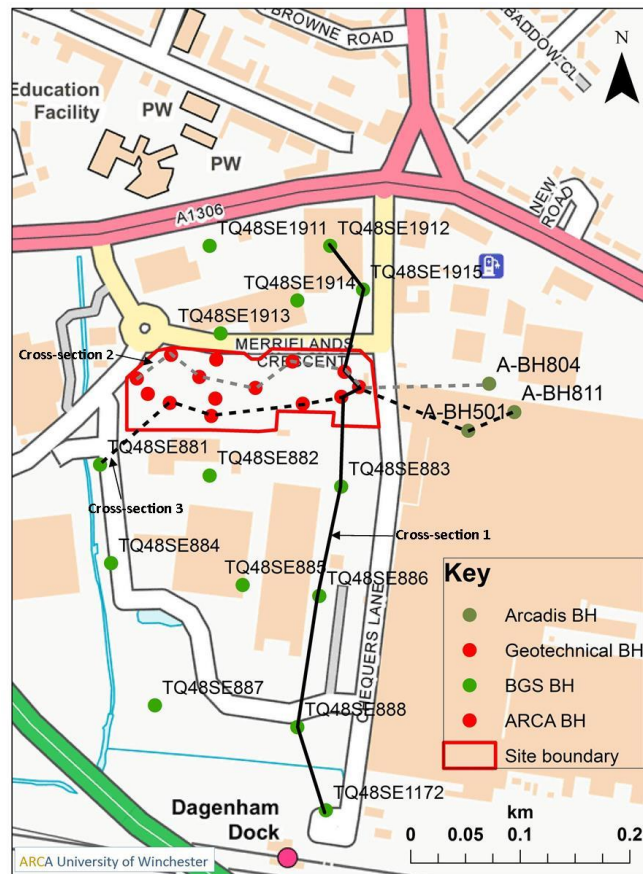 BROWNE ROAD
BADDOW CL
N
Education
Facility
PW
PW
NEW
ROAD
A1306
TQ48SE1911
TQ48SE1912
TQ48SE1914
TQ48SE1915
TQ48SE1913
MERRIELANDS
CRESCENT
Cross-section 2
A-BH804
A-BH811
A-BH501
TQ48SE881
TQ48SE882
TQ48SE883
Cross-section 3
Cross-section 1
TQ48SE884
TQ48SE885
TQ48SE886
CHEQUERS LANE
TQ48SE887
TQ48SE888
TQ48SE1172
Key
Arcadis BH
Geotechnical BH
BGS BH
ARCA BH
Site boundary
Dagenham
Dock
km
0 0.05 0.1 0.2
ARCA University of Winchester